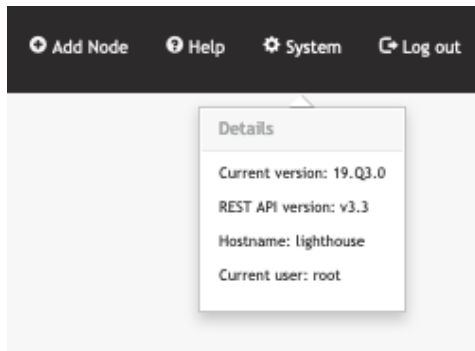 Add Node Help System Log out
Details
Current version: 19.Q3.0
REST API version: v3.3
Hostname: lighthouse
Current user: root